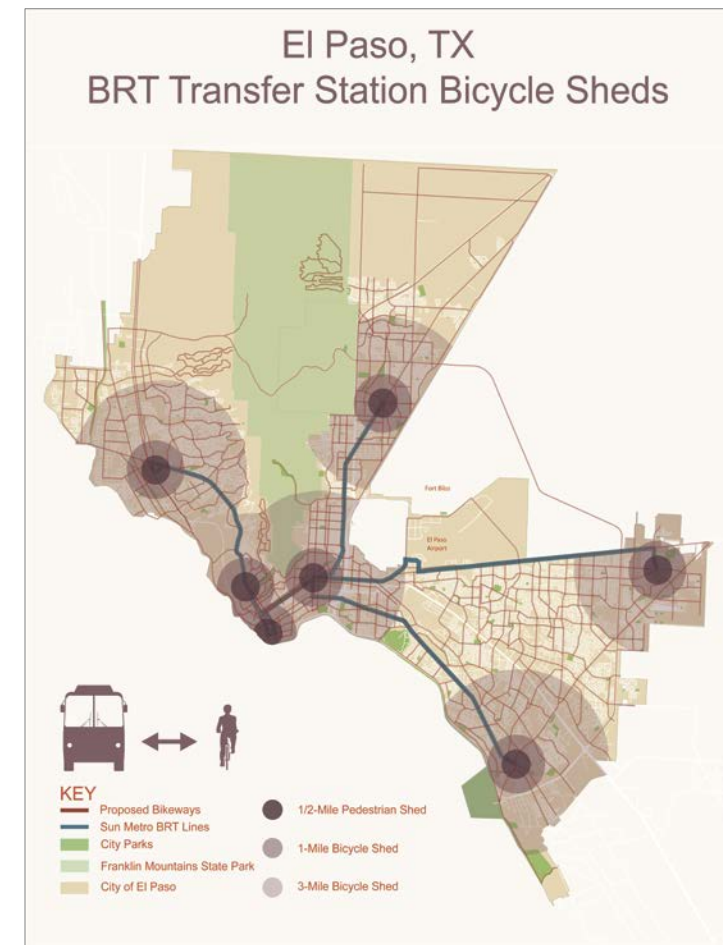 El Paso, TX
BRT Transfer Station Bicycle Sheds
Fort Bliss
El Paso
Airport
KEY
Proposed Bikeways
Sun Metro BRT Lines
City Parks
Franklin Mountains State Park
City of El Paso
1/2-Mile Pedestrian Shed
1-Mile Bicycle Shed
3-Mile Bicycle Shed